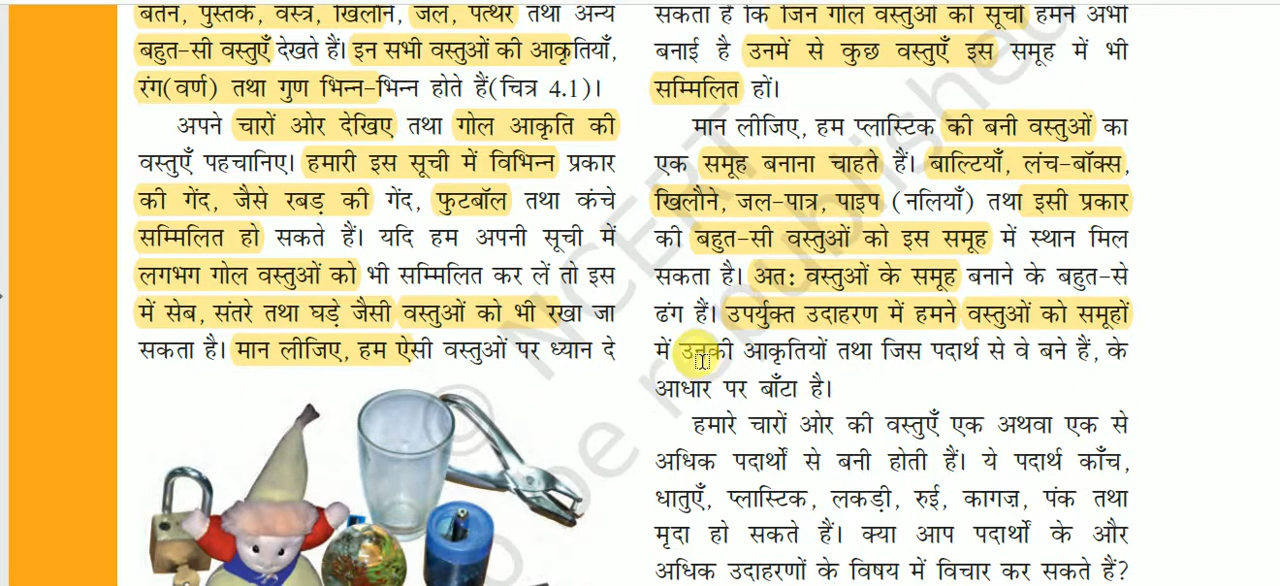 बर्तन, पुस्तकें, वस्त्र, खिलौने, जल, पत्थर तथा अन्य
बहुत-सी वस्तुएँ देखते हैं। इन सभी वस्तुओं की आकृतियाँ,
रंग(वर्ण) तथा गुण भिन्न-भिन्न होते हैं(चित्र 4.1)।
अपने चारों ओर देखिए तथा गोल आकृति की
वस्तुएँ पहचानिए। हमारी इस सूची में विभिन्न प्रकार
की गेंद, जैसे रबड़ की गेंद, फुटबॉल तथा कंचे
सम्मिलित हो सकते हैं। यदि हम अपनी सूची में
लगभग गोल वस्तुओं को भी सम्मिलित कर लें तो इस
में सेब, संतरे तथा घड़े जैसी वस्तुओं को भी रखा जा
सकता है। मान लीजिए, हम ऐसी वस्तुओं पर ध्यान दे
सकता है कि जिन गोल वस्तुओं की सूची हमने अभी
बनाई है उनमें से कुछ वस्तुएँ इस समूह में भी
सम्मिलित हों।
मान लीजिए, हम प्लास्टिक की बनी वस्तुओं का
एक समूह बनाना चाहते हैं। बाल्टियाँ, लंच-बॉक्स,
खिलौने, जल-पात्र, पाइप (नलियाँ) तथा इसी प्रकार
की बहुत-सी वस्तुओं को इस समूह में स्थान मिल
सकता है। अत: वस्तुओं के समूह बनाने के बहुत-से
ढंग हैं। उपर्युक्त उदाहरण में हमने वस्तुओं को समूहों
में उनकी आकृतियों तथा जिस पदार्थ से वे बने हैं, के
आधार पर बाँटा है।
हमारे चारों ओर की वस्तुएँ एक अथवा एक से
अधिक पदार्थों से बनी होती हैं। ये पदार्थ काँच,
धातुएँ, प्लास्टिक, लकड़ी, रुई, कागज़, पंक तथा
मृदा हो सकते हैं। क्या आप पदार्थों के और
अधिक उदाहरणों के विषय में विचार कर सकते हैं?
© NCERT
o be republished